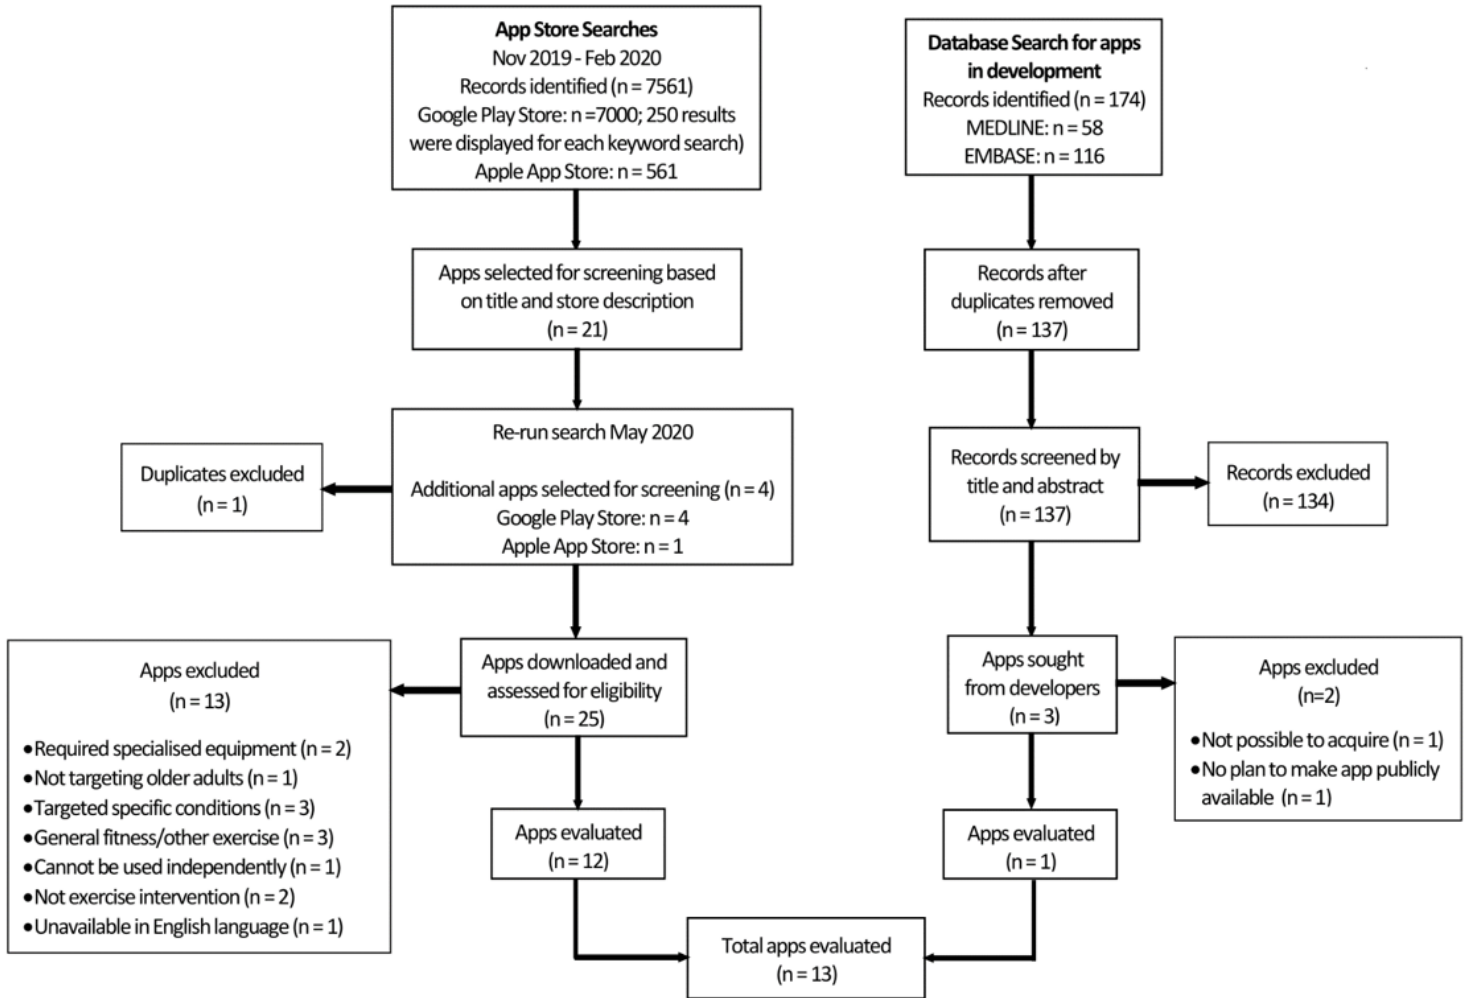 App Store Searches
Nov 2019 - Feb 2020
Records identified (n = 7561)
Google Play Store: n =7000; 250 results
were displayed for each keyword search)
Apple App Store: n = 561
Apps selected for screening based
on title and store description
(n = 21)
Re-run search May 2020
Additional apps selected for screening (n = 4)
Google Play Store: n = 4
Apple App Store: n = 1
Duplicates excluded
(n = 1)
Apps downloaded and
assessed for eligibility
(n = 25)
Apps excluded
(n = 13)
•Required specialised equipment (n = 2)
•Not targeting older adults (n = 1)
•Targeted specific conditions (n = 3)
•General fitness/other exercise (n = 3)
•Cannot be used independently (n = 1)
•Not exercise intervention (n = 2)
•Unavailable in English language (n = 1)
Apps evaluated
(n = 12)
Database Search for apps
in development
Records identified (n = 174)
MEDLINE: n = 58
EMBASE: n = 116
Records after
duplicates removed
(n = 137)
Records screened by
title and abstract
(n = 137)
Records excluded
(n = 134)
Apps sought
from developers
(n = 3)
Apps excluded
(n=2)
•Not possible to acquire (n = 1)
•No plan to make app publicly
available (n = 1)
Apps evaluated
(n = 1)
Total apps evaluated
(n = 13)